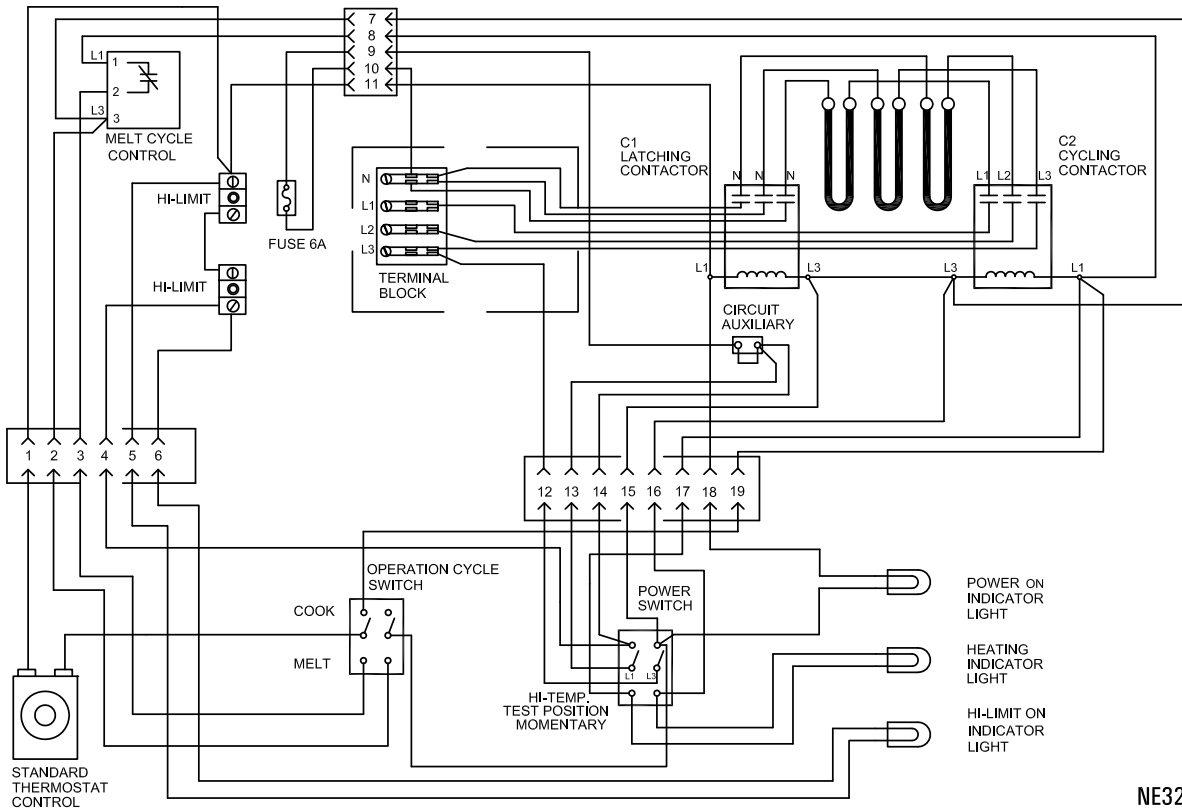 7
8
9
10
11
L1
1
2
L3
3
MELT CYCLE
CONTROL
HI-LIMIT
FUSE 6A
HI-LIMIT
N
L1
L2
L3
TERMINAL
BLOCK
C1
LATCHING
CONTACTOR
N N N
C2
CYCLING
CONTACTOR
L1 L2 L3
L1
L3
L3
L1
CIRCUIT
AUXILIARY
1 2 3 4 5 6
12 13 14 15 16 17 18 19
OPERATION CYCLE
SWITCH
COOK
MELT
POWER
SWITCH
L1 L3
HI-TEMP.
TEST POSITION
MOMENTARY
POWER ON
INDICATOR
LIGHT
HEATING
INDICATOR
LIGHT
HI-LIMIT ON
INDICATOR
LIGHT
STANDARD
THERMOSTAT
CONTROL
NE32